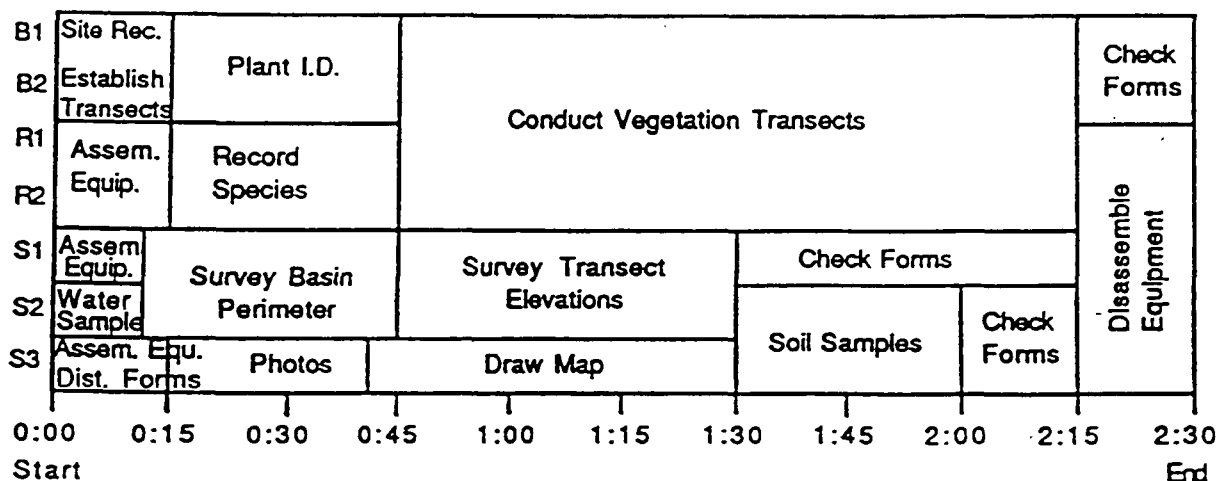 B1
Site Rec.
B2
Establish
Transects
Plant I.D.
Conduct Vegetation Transects
Check
Forms
R1
R2
Assem.
Equip.
Record
Species
Disassemble
Equipment
S1
Assem.
Equip.
S2
Water
Sample
Survey Basin
Perimeter
Survey Transect
Elevations
Check Forms
Soil Samples
Check
Forms
S3
Assem. Equ.
Dist. Forms
Photos
Draw Map
0:00 0:15 0:30 0:45 1:00 1:15 1:30 1:45 2:00 2:15 2:30
Start End